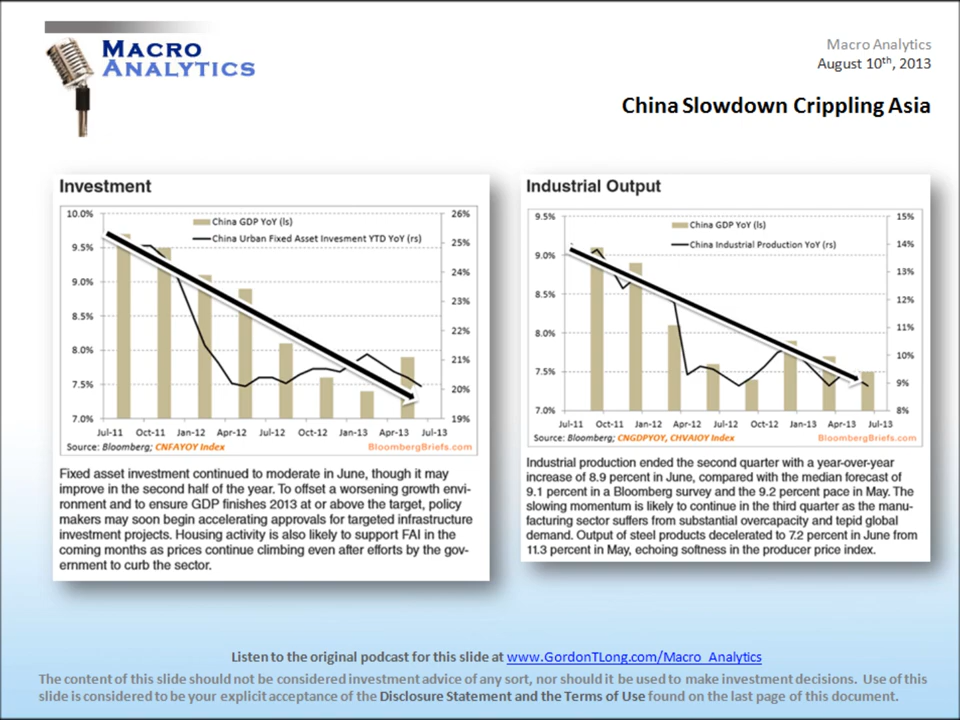 MACRO
ANALYTICS
Macro Analytics
August 10th, 2013
China Slowdown Crippling Asia
Investment
10.0%
9.5%
9.0%
8.5%
8.0%
7.5%
7.0%
China GDP YoY (ls)
China Urban Fixed Asset Invesment YTD YoY (rs)
26%
25%
24%
23%
22%
21%
20%
19%
Jul-11 Oct-11 Jan-12 Apr-12 Jul-12 Oct-12 Jan-13 Apr-13 Jul-13
Source: Bloomberg; CNFAYOY Index
BloombergBriefs.com
Fixed asset investment continued to moderate in June, though it may
improve in the second half of the year. To offset a worsening growth envi-
ronment and to ensure GDP finishes 2013 at or above the target, policy
makers may soon begin accelerating approvals for targeted infrastructure
investment projects. Housing activity is also likely to support FAI in the
coming months as prices continue climbing even after efforts by the gov-
ernment to curb the sector.
Industrial Output
9.5%
9.0%
8.5%
8.0%
7.5%
7.0%
China GDP YoY (ls)
China Industrial Production YoY (rs)
15%
14%
13%
12%
11%
10%
9%
8%
Jul-11 Oct-11 Jan-12 Apr-12 Jul-12 Oct-12 Jan-13 Apr-13 Jul-13
Source: Bloomberg; CNGDPYOY, CHVAIOY Index
BloombergBriefs.com
Industrial production ended the second quarter with a year-over-year
increase of 8.9 percent in June, compared with the median forecast of
9.1 percent in a Bloomberg survey and the 9.2 percent pace in May. The
slowing momentum is likely to continue in the third quarter as the manu-
facturing sector suffers from substantial overcapacity and tepid global
demand. Output of steel products decelerated to 7.2 percent in June from
11.3 percent in May, echoing softness in the producer price index.
Listen to the original podcast for this slide at www.GordonTLong.com/Macro_Analytics
The content of this slide should not be considered investment advice of any sort, nor should it be used to make investment decisions. Use of this
slide is considered to be your explicit acceptance of the Disclosure Statement and the Terms of Use found on the last page of this document.